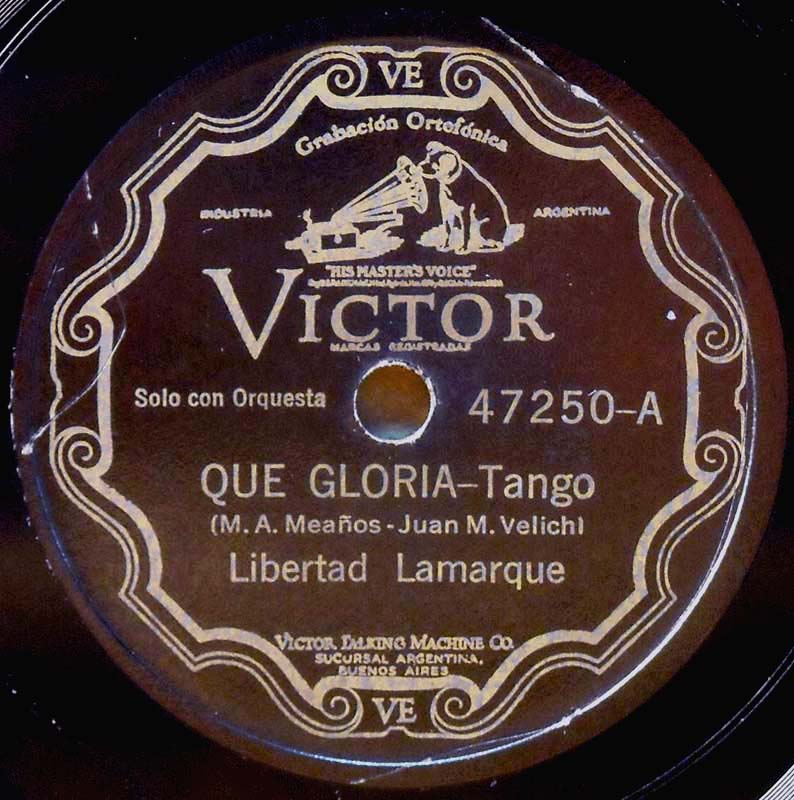 VE
Grabación Ortofónica
INDUSTRIA ARGENTINA
"HIS MASTER'S VOICE"
VICTOR
MARCAS REGISTRADAS
Solo con Orquesta 47250-A
QUE GLORIA-Tango
(M. A. Meaños - Juan M. Velich)
Libertad Lamarque
VICTOR TALKING MACHINE CO.
SUCURSAL ARGENTINA,
BUENOS AIRES
VE